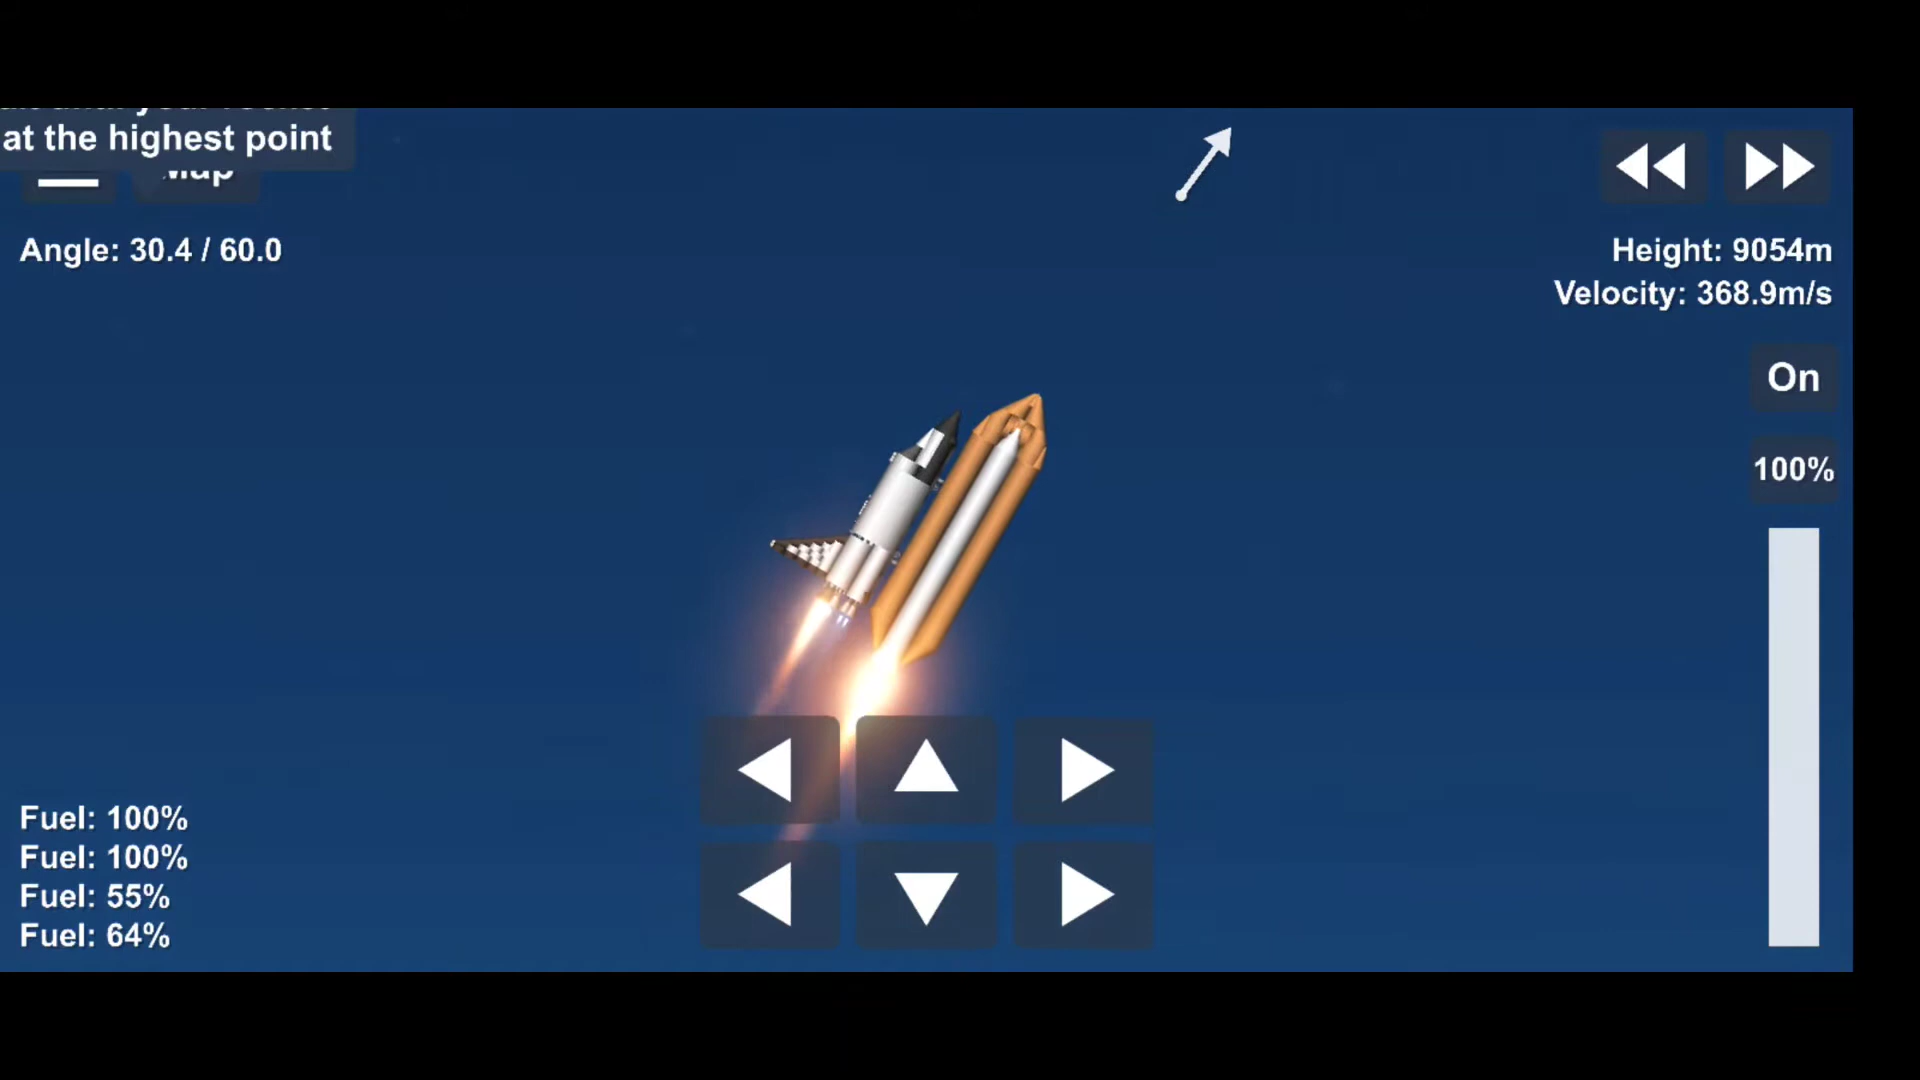 at the highest point
Map
Angle: 30.4 / 60.0
Height: 9054m
Velocity: 368.9m/s
On
100%
Fuel: 100%
Fuel: 100%
Fuel: 55%
Fuel: 64%